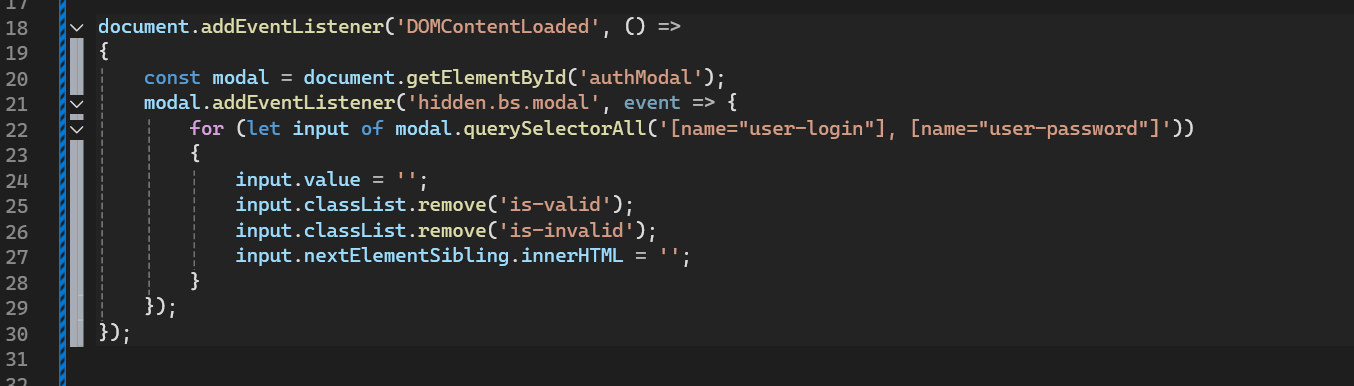 17
18 document.addEventListener('DOMContentLoaded', () =>
19 {
20     const modal = document.getElementById('authModal');
21     modal.addEventListener('hidden.bs.modal', event => {
22         for (let input of modal.querySelectorAll('[name="user-login"], [name="user-password"]'))
23         {
24             input.value = '';
25             input.classList.remove('is-valid');
26             input.classList.remove('is-invalid');
27             input.nextElementSibling.innerHTML = '';
28         }
29     });
30 });
31
32